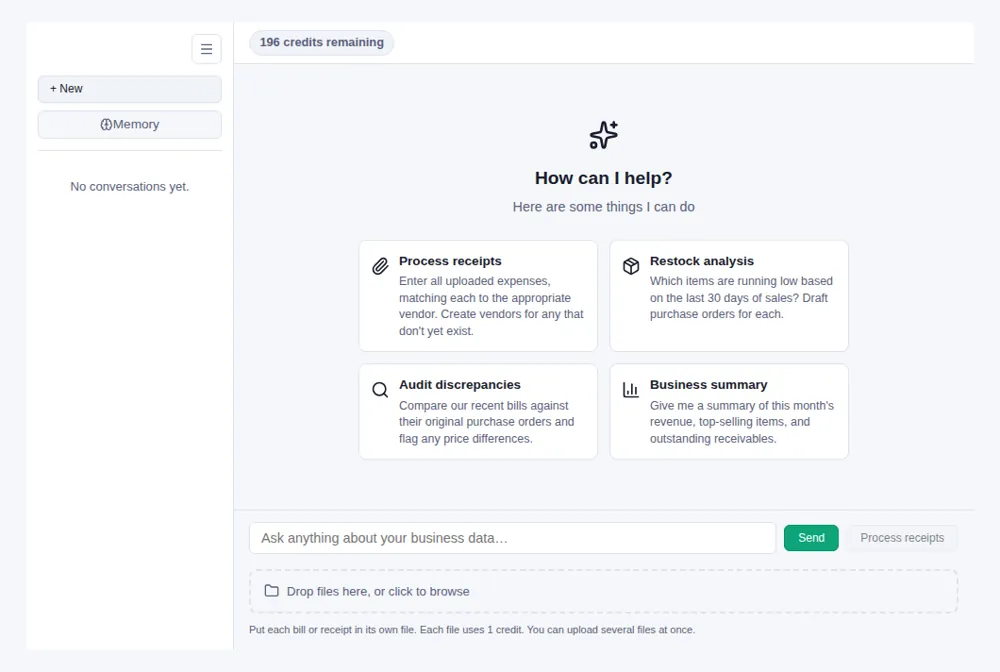 196 credits remaining
+ New
Memory
No conversations yet.
How can I help?
Here are some things I can do
Process receipts
Enter all uploaded expenses,
matching each to the appropriate
vendor. Create vendors for any that
don't yet exist.
Restock analysis
Which items are running low based
on the last 30 days of sales? Draft
purchase orders for each.
Audit discrepancies
Compare our recent bills against
their original purchase orders and
flag any price differences.
Business summary
Give me a summary of this month's
revenue, top-selling items, and
outstanding receivables.
Ask anything about your business data…
Send
Process receipts
Drop files here, or click to browse
Put each bill or receipt in its own file. Each file uses 1 credit. You can upload several files at once.